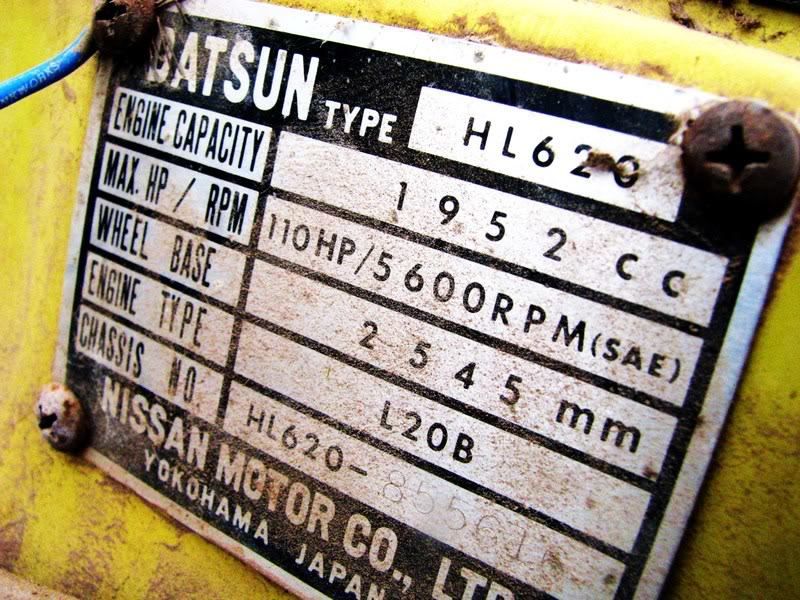 DATSUN TYPE HL620
ENGINE CAPACITY 1952 cc
MAX. HP / RPM 110HP/5600RPM(SAE)
WHEEL BASE 2545 mm
ENGINE TYPE L20B
CHASSIS NO. HL620-
NISSAN MOTOR CO., LTD
YOKOHAMA JAPAN